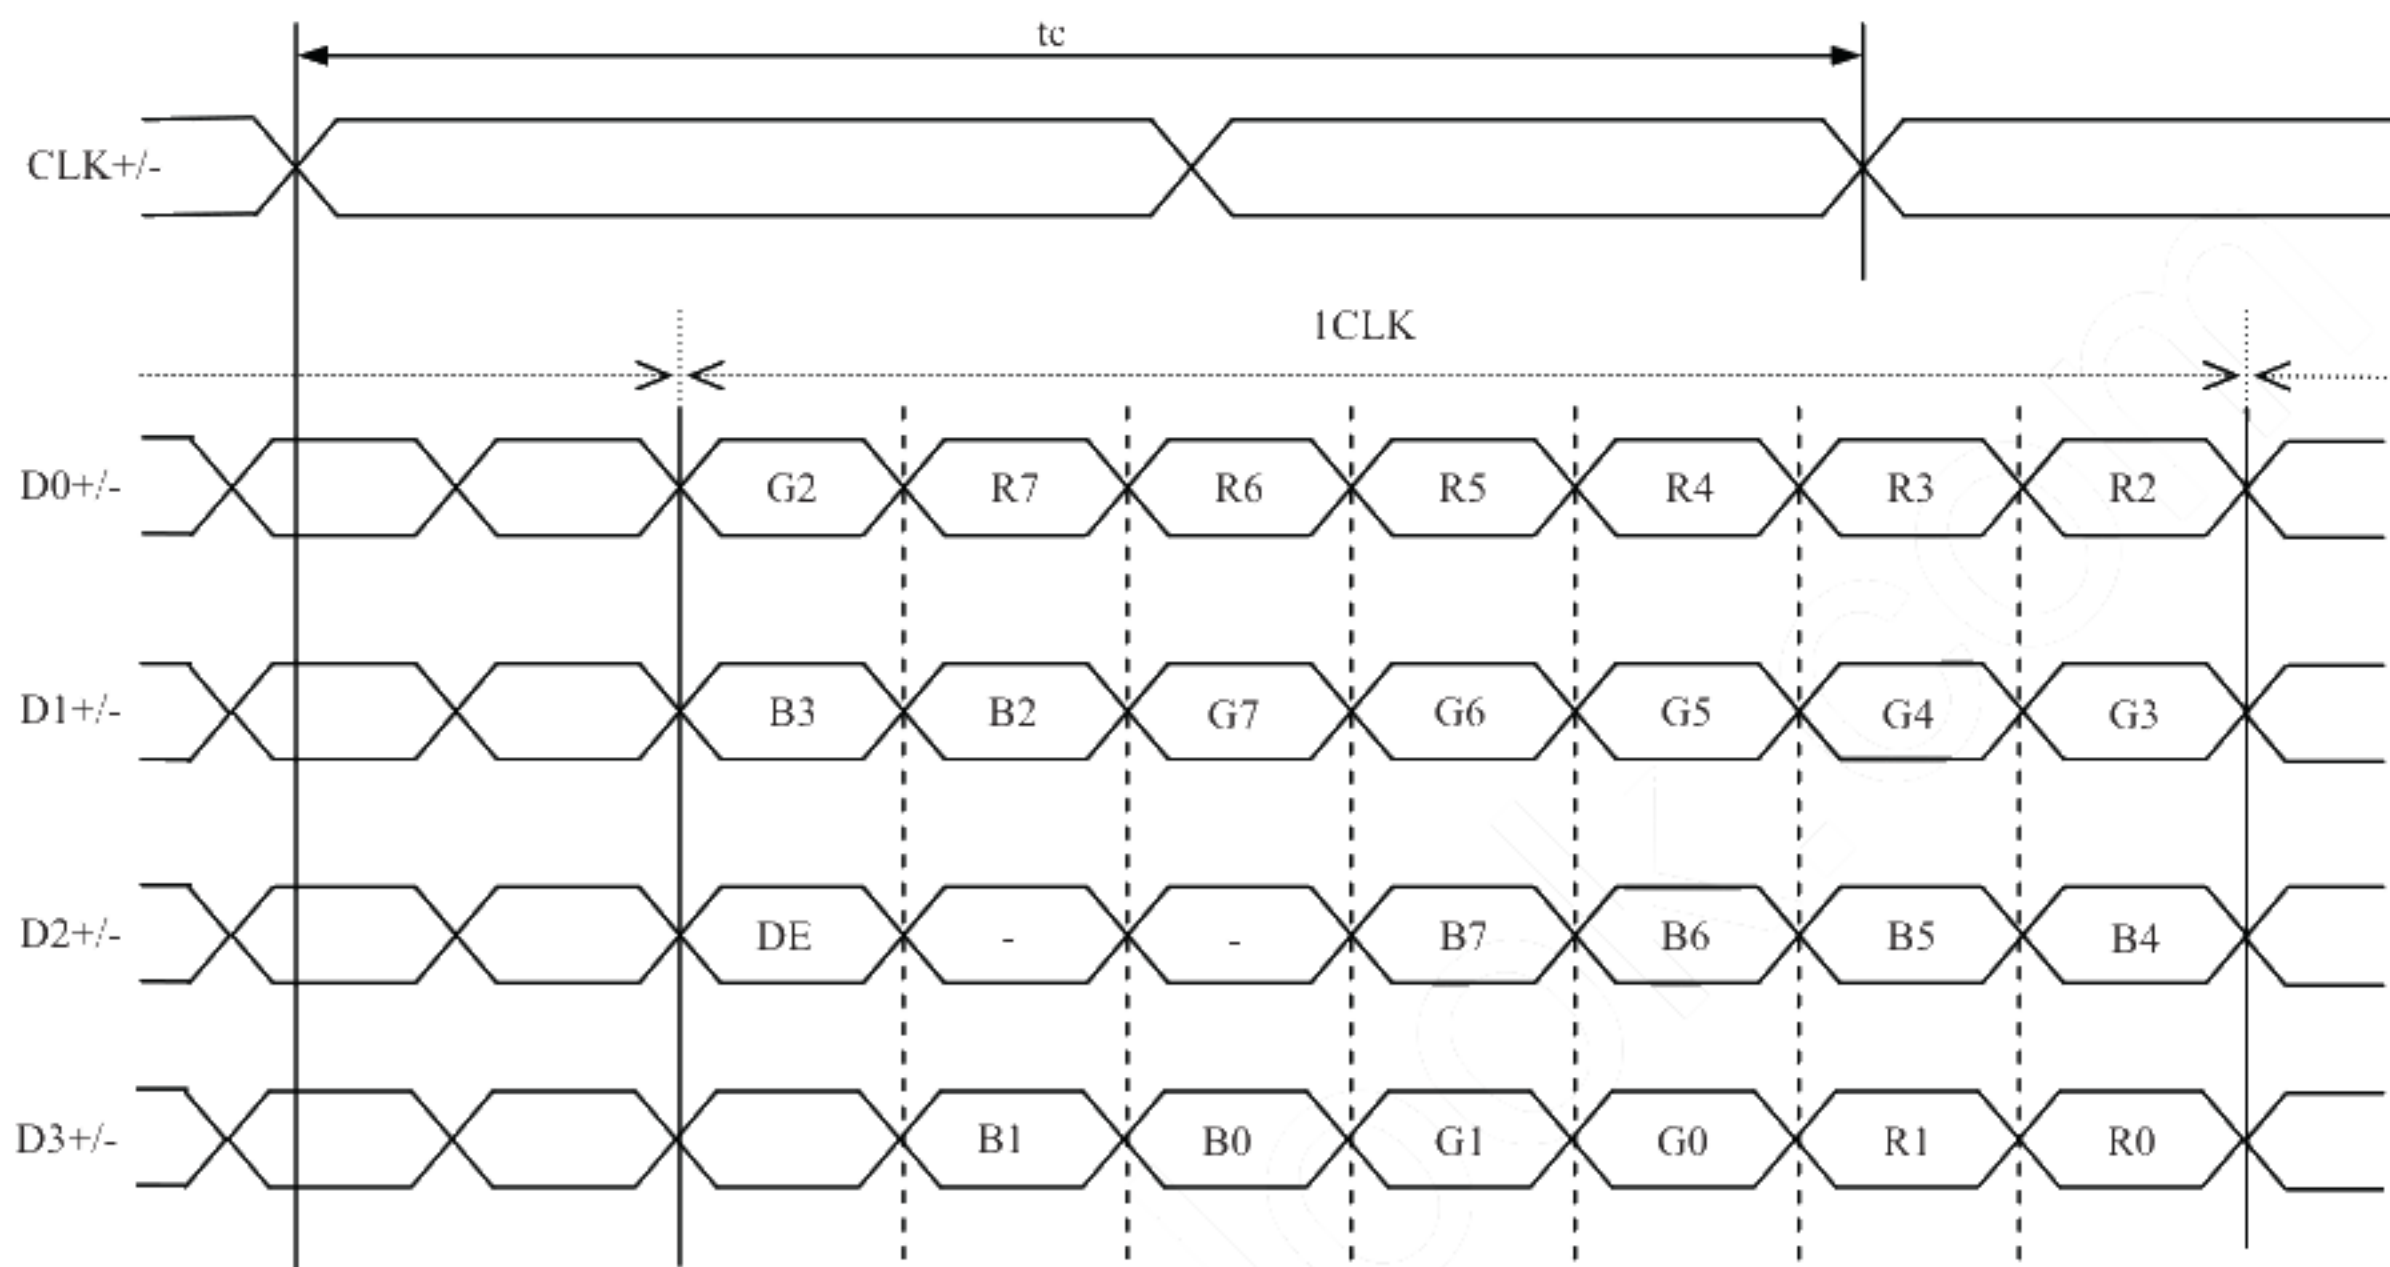 tc
CLK+/-
1CLK
D0+/- G2 R7 R6 R5 R4 R3 R2
D1+/- B3 B2 G7 G6 G5 G4 G3
D2+/- DE - - B7 B6 B5 B4
D3+/- B1 B0 G1 G0 R1 R0